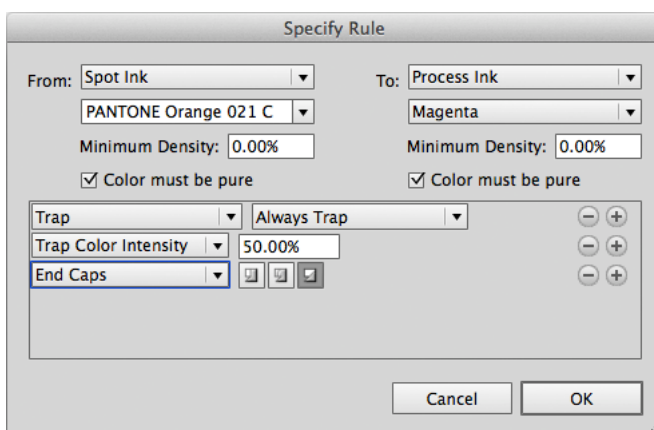 Specify Rule
From: Spot Ink To: Process Ink
PANTONE Orange 021 C Magenta
Minimum Density: 0.00% Minimum Density: 0.00%
Color must be pure Color must be pure
Trap Always Trap
Trap Color Intensity 50.00%
End Caps
Cancel OK